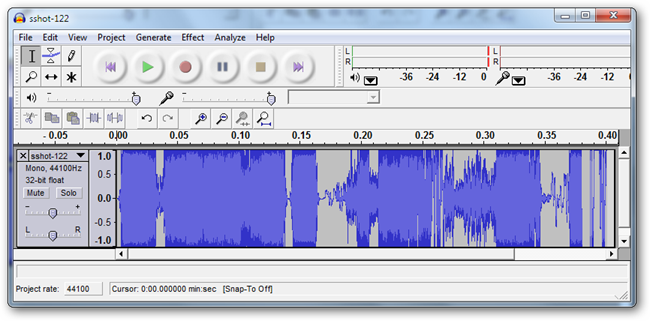 sshot-122
File Edit View Project Generate Effect Analyze Help
L
R
-36 -24 -12 0
L
R
-36 -24 -12 0
- +
- +
- 0.05 0.00 0.05 0.10 0.15 0.20 0.25 0.30 0.35 0.40
sshot-122
Mono, 44100Hz
32-bit float
Mute Solo
- +
L R
1.0
0.5
0.0
-0.5
-1.0
Project rate: 44100 Cursor: 0:00.000000 min:sec [Snap-To Off]